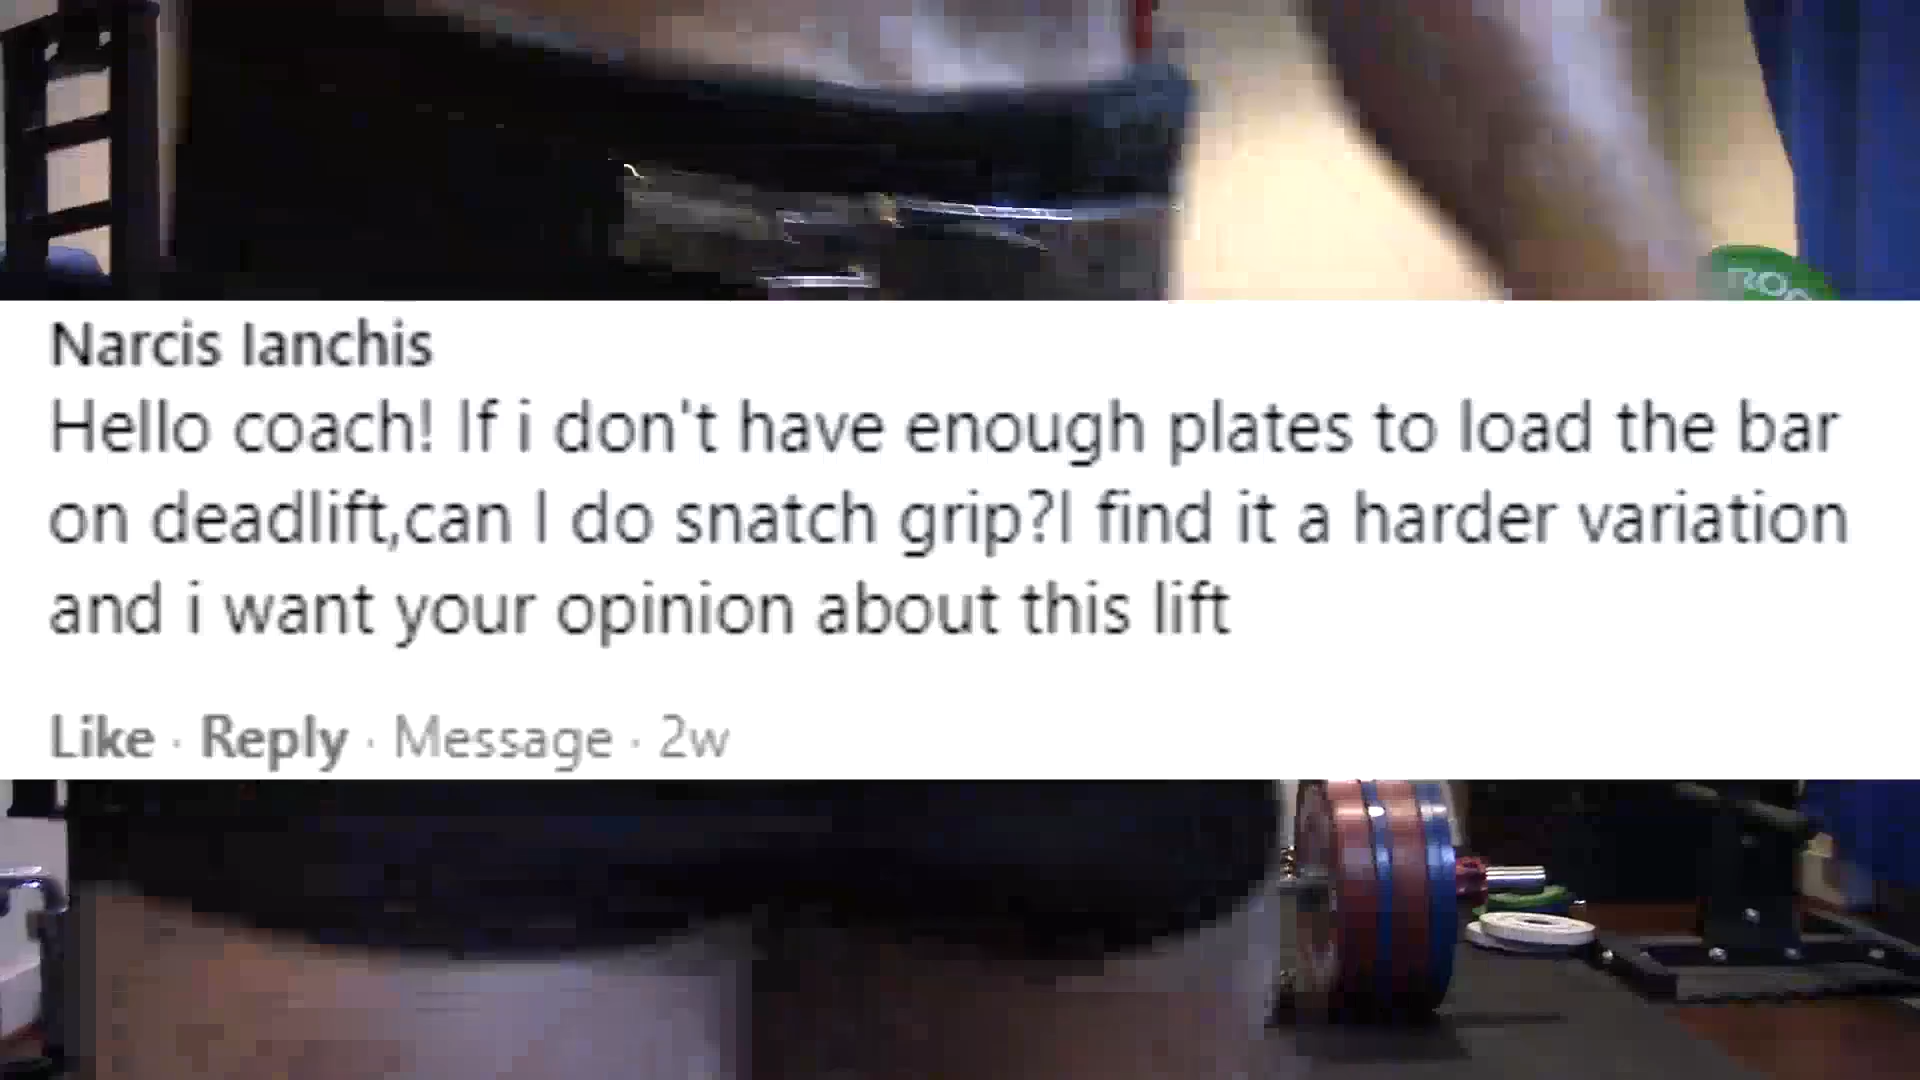 ROG
Narcis Ianchis
Hello coach! If i don't have enough plates to load the bar
on deadlift,can I do snatch grip?I find it a harder variation
and i want your opinion about this lift
Like · Reply · Message · 2w